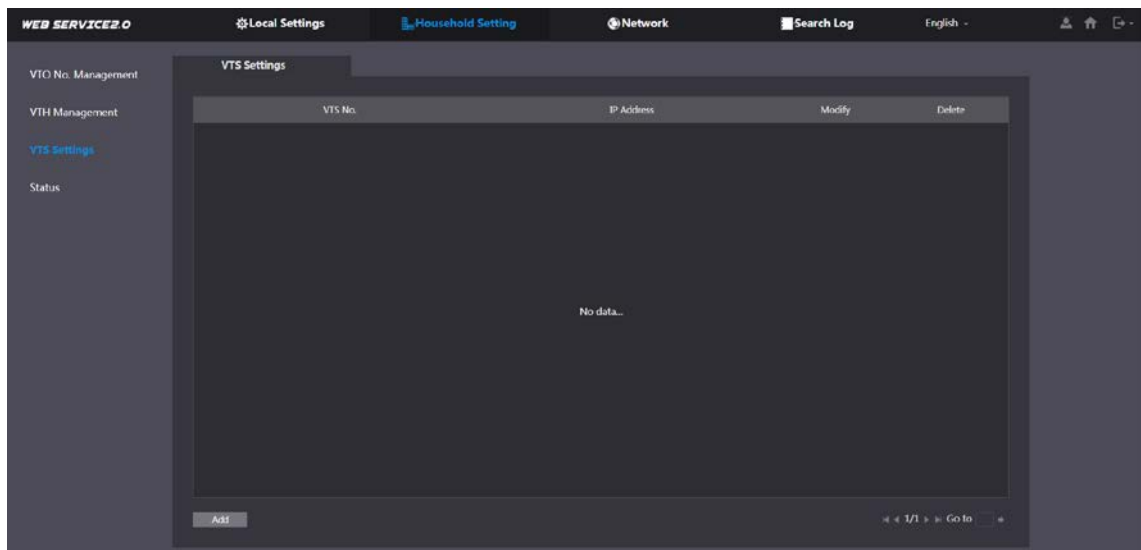 WEB SERVICE2.0 Local Settings Household Setting Network Search Log English
VTO No. Management
VTS Settings
VTH Management
VTS No. IP Address Modify Delete
VTS Settings
Status
No data...
Add 1/1 Go to